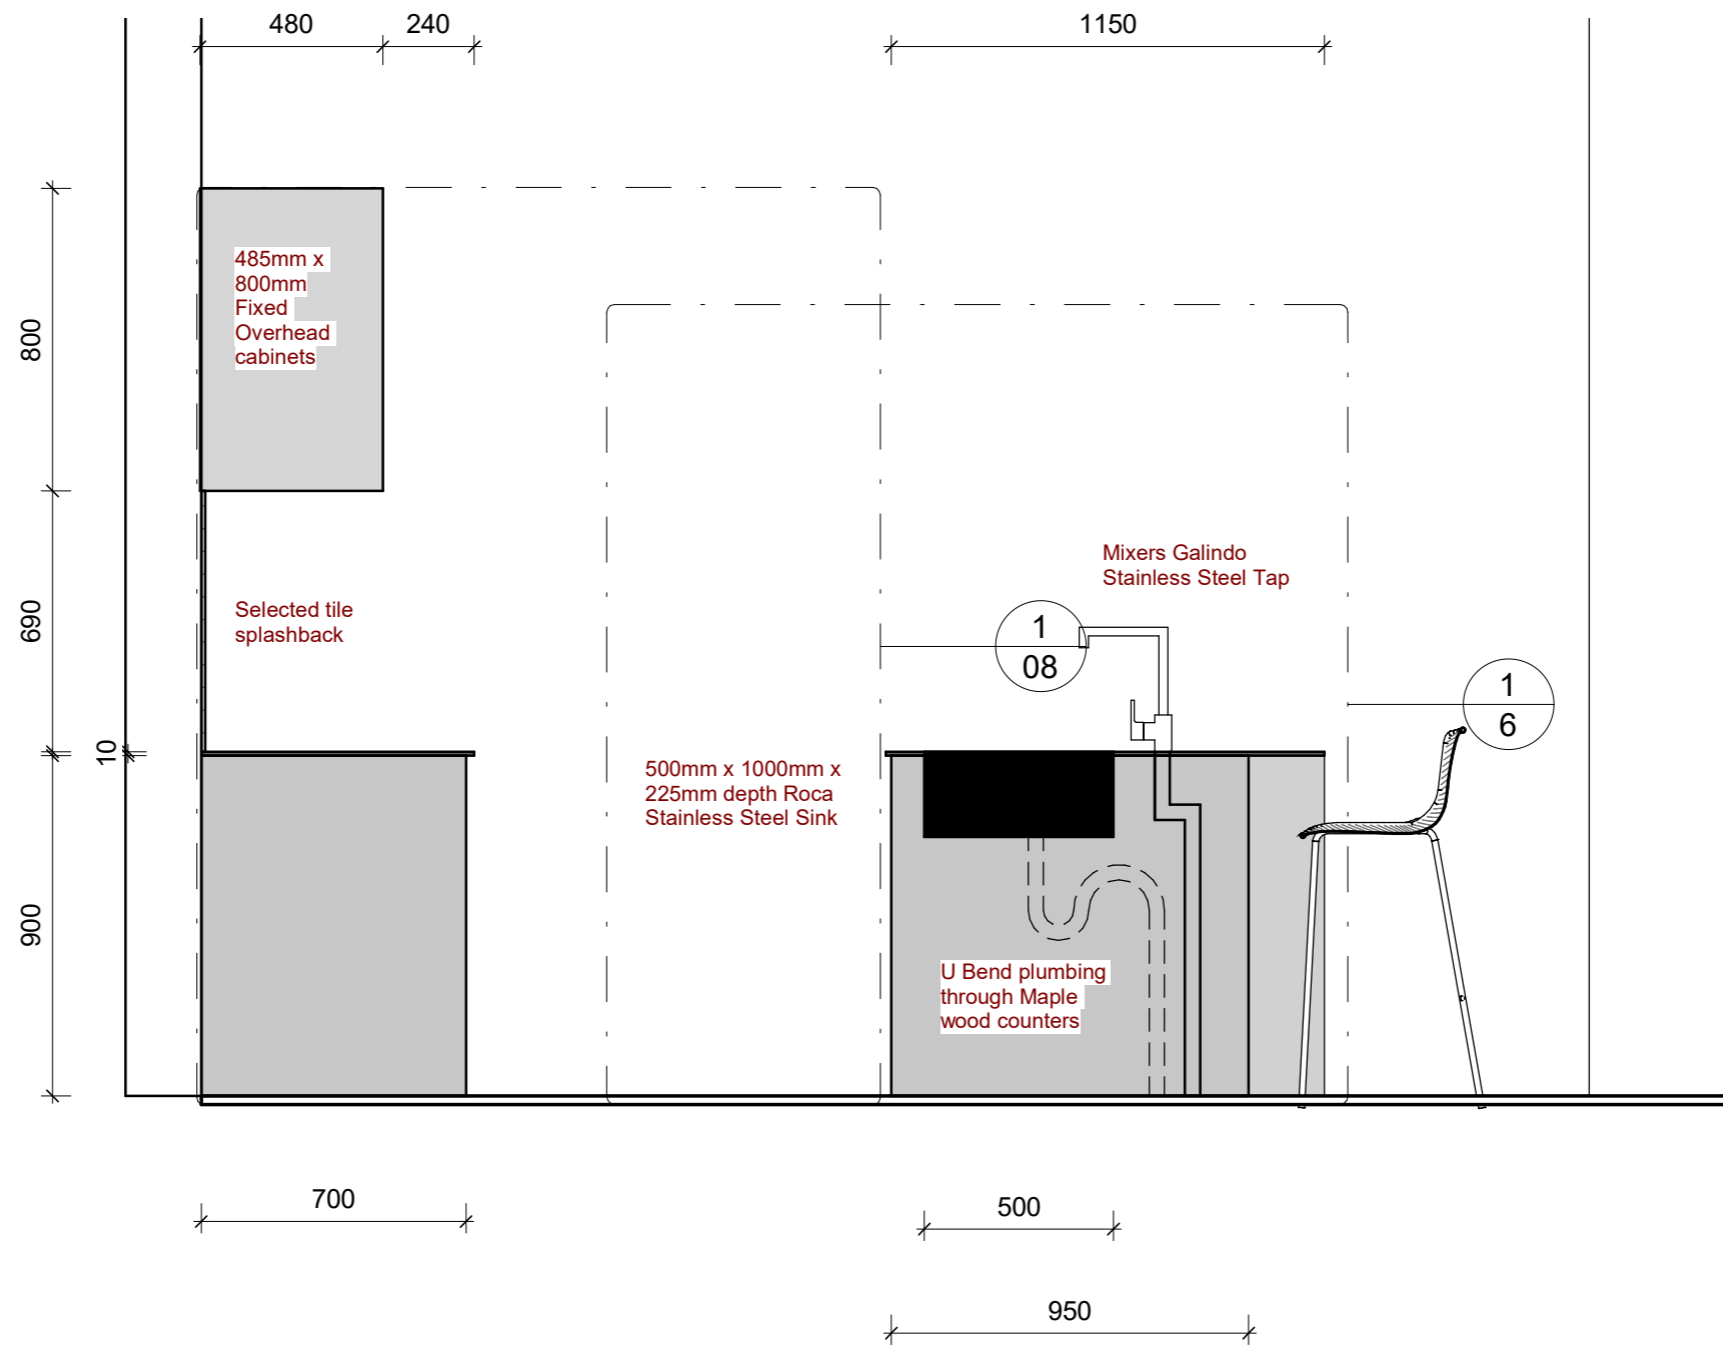 480
240
1150
485mm x
800mm
Fixed
Overhead
cabinets
800
Mixers Galindo
Stainless Steel Tap
Selected tile
splashback
690
1
08
1
6
10
500mm x 1000mm x
225mm depth Roca
Stainless Steel Sink
900
U Bend plumbing
through Maple
wood counters
700
500
950